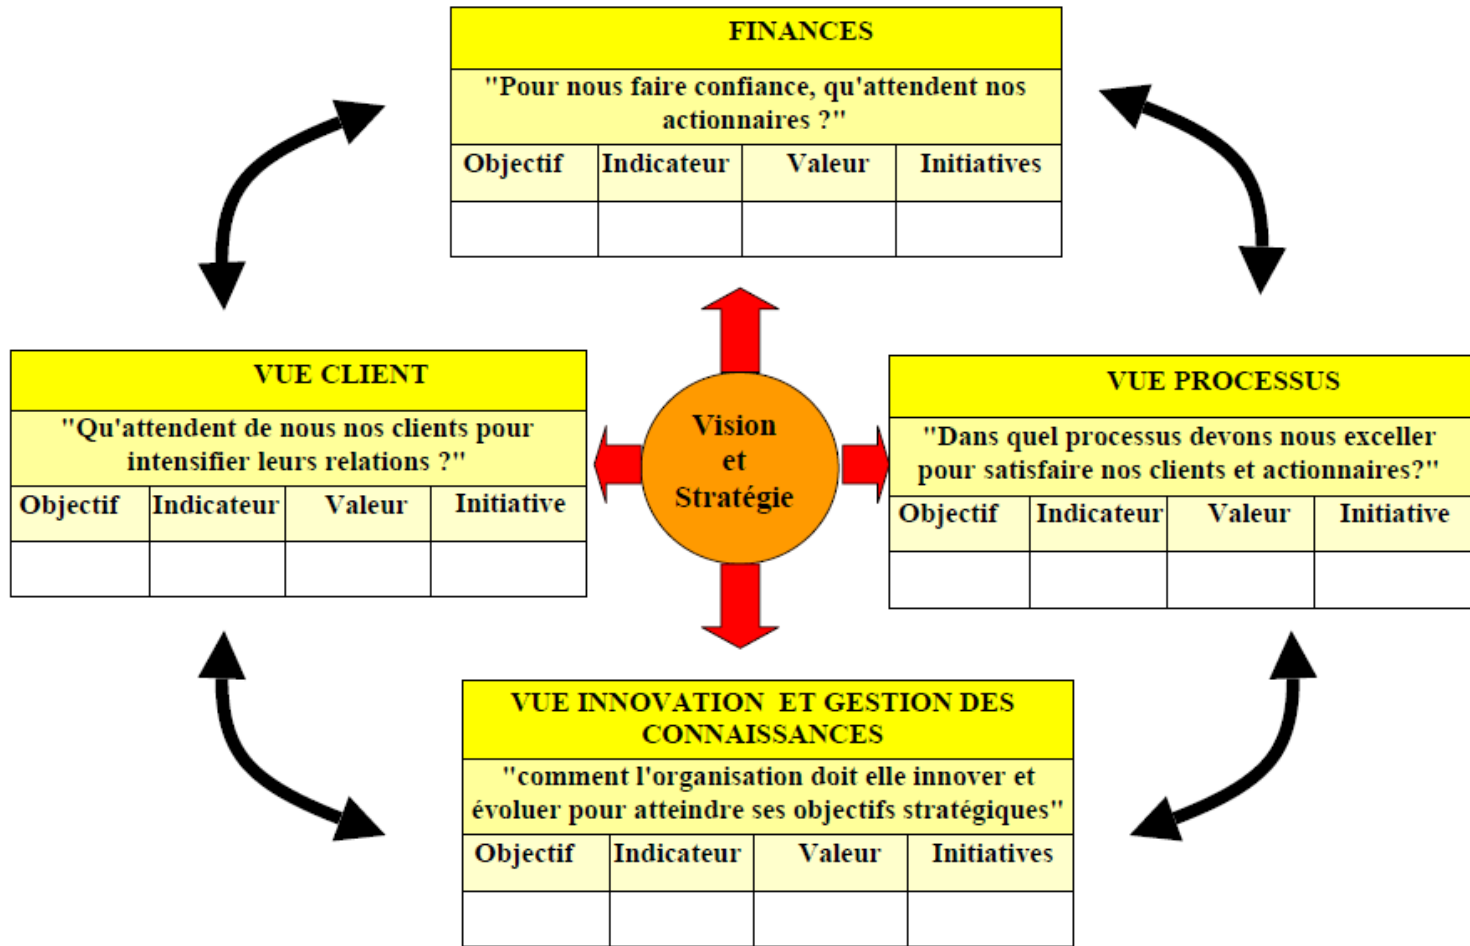 FINANCES
"Pour nous faire confiance, qu'attendent nos
actionnaires ?"
Objectif Indicateur Valeur Initiatives
VUE CLIENT
"Qu'attendent de nous nos clients pour
intensifier leurs relations ?"
Objectif Indicateur Valeur Initiative
Vision
et
Stratégie
VUE PROCESSUS
"Dans quel processus devons nous exceller
pour satisfaire nos clients et actionnaires?"
Objectif Indicateur Valeur Initiative
VUE INNOVATION ET GESTION DES
CONNAISSANCES
"comment l'organisation doit elle innover et
évoluer pour atteindre ses objectifs stratégiques"
Objectif Indicateur Valeur Initiatives